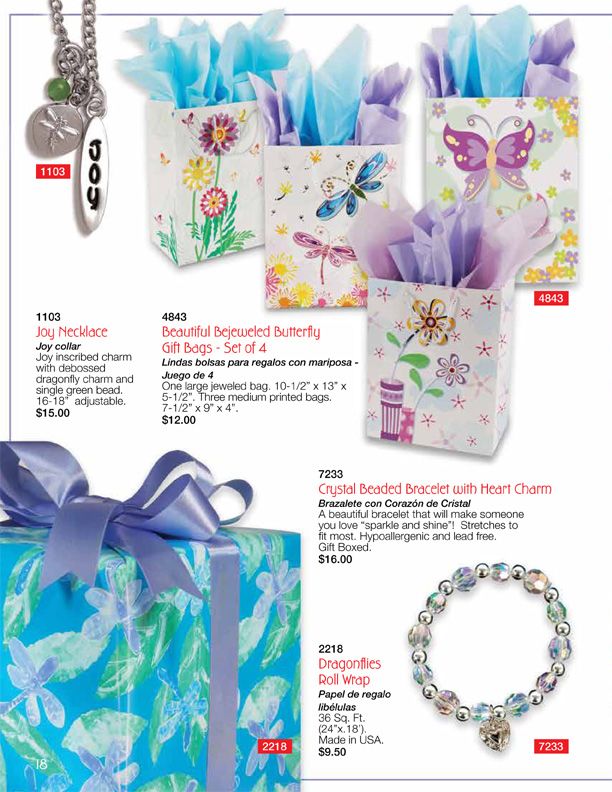 JOY
1103
4843
1103
Joy Necklace
Joy collar
Joy inscribed charm
with debossed
dragonfly charm and
single green bead.
16-18" adjustable.
$15.00
4843
Beautiful Bejeweled Butterfly
Gift Bags - Set of 4
Lindas bolsas para regalos con mariposa -
Juego de 4
One large jeweled bag. 10-1/2" x 13" x
5-1/2". Three medium printed bags.
7-1/2" x 9" x 4".
$12.00
7233
Crystal Beaded Bracelet with Heart Charm
Brazalete con Corazón de Cristal
A beautiful bracelet that will make someone
you love "sparkle and shine"! Stretches to
fit most. Hypoallergenic and lead free.
Gift Boxed.
$16.00
2218
Dragonflies
Roll Wrap
Papel de regalo
libélulas
36 Sq. Ft.
(24"x.18').
Made in USA.
$9.50
2218
7233
18